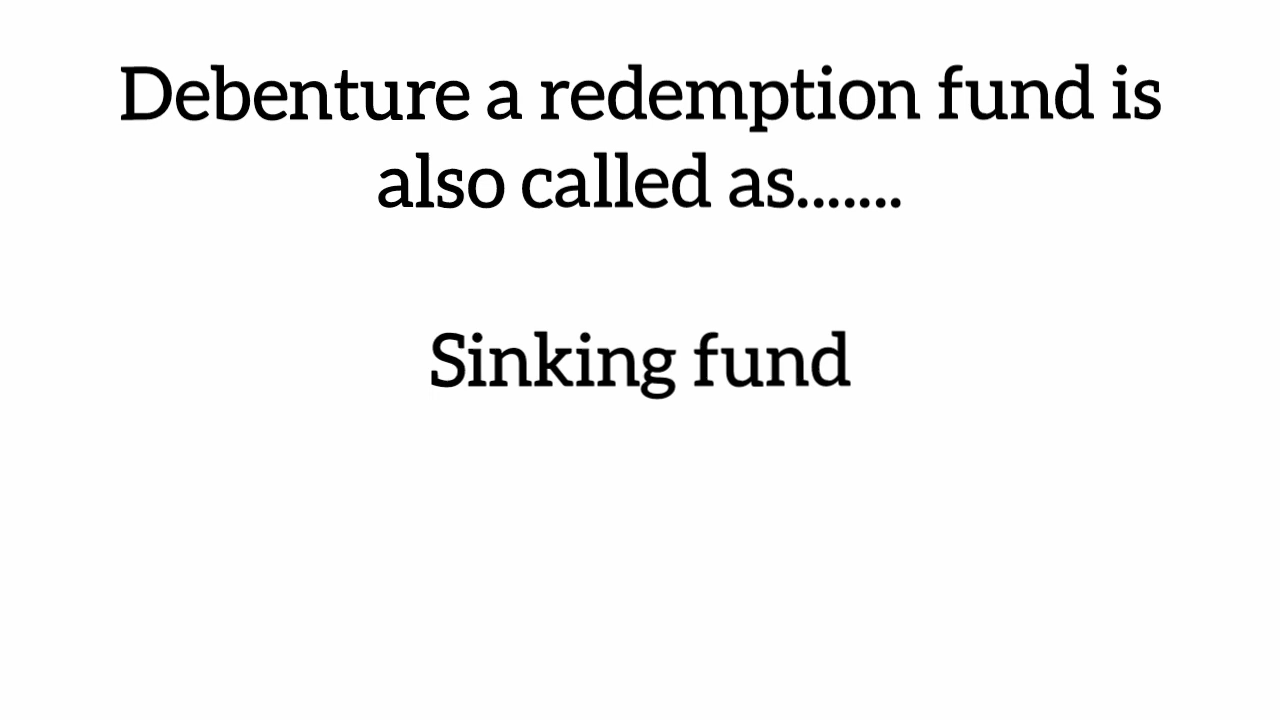 Debenture a redemption fund is
also called as.......
Sinking fund